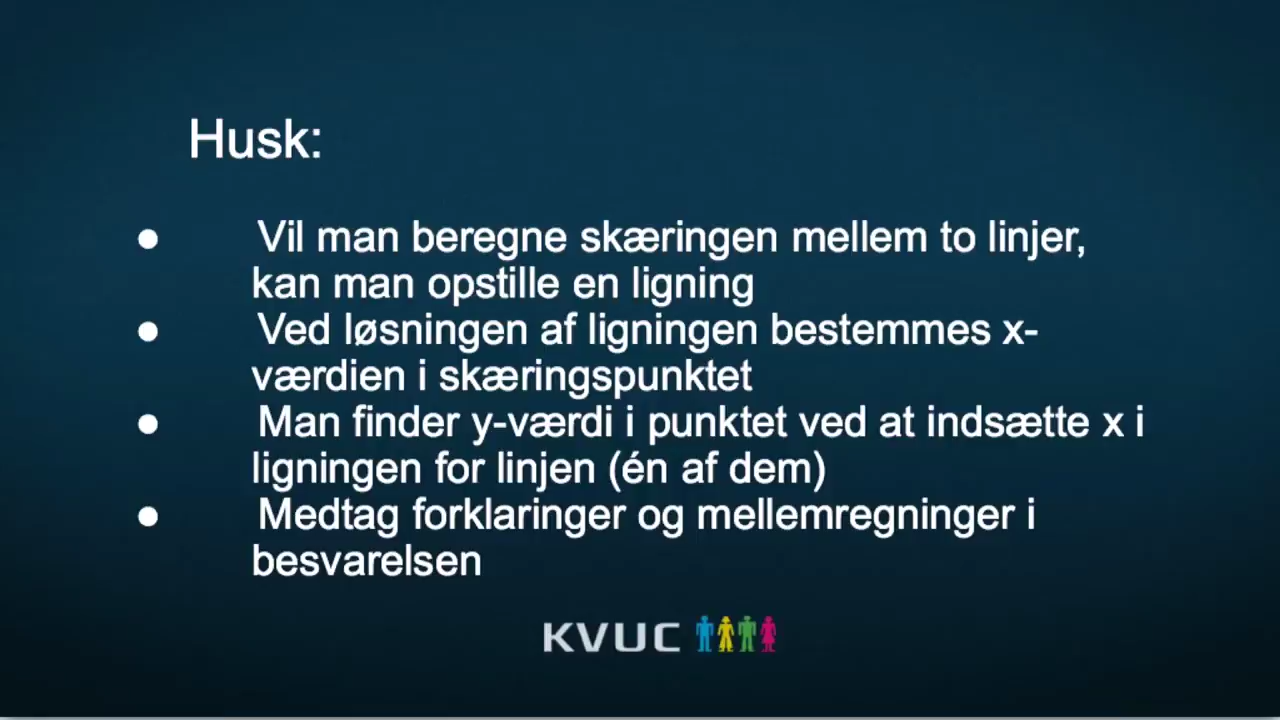 Husk:
● Vil man beregne skæringen mellem to linjer,
kan man opstille en ligning
● Ved løsningen af ligningen bestemmes x-
værdien i skæringspunktet
● Man finder y-værdi i punktet ved at indsætte x i
ligningen for linjen (én af dem)
● Medtag forklaringer og mellemregninger i
besvarelsen
KVUC